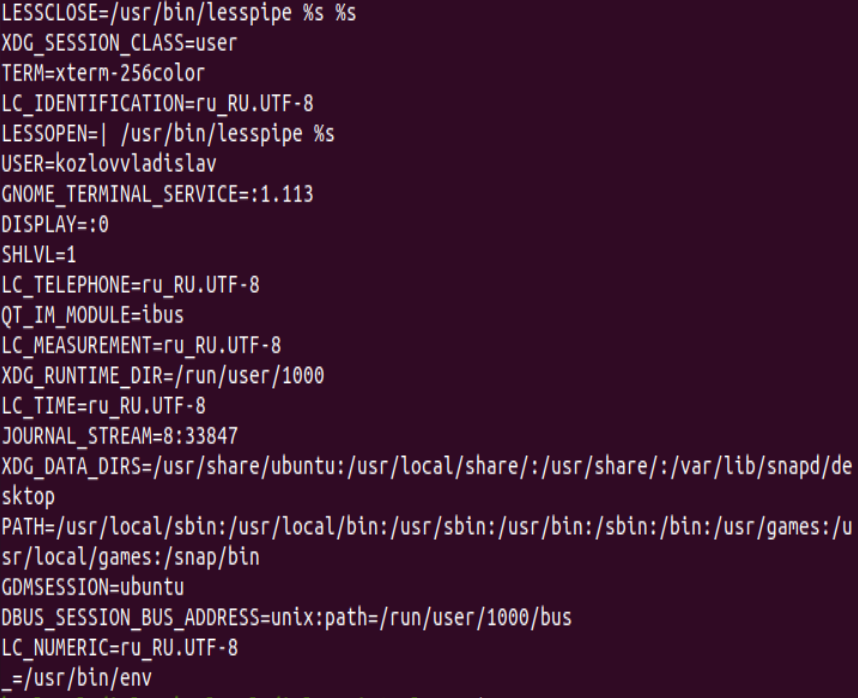 LESSCLOSE=/usr/bin/lesspipe %s %s
XDG_SESSION_CLASS=user
TERM=xterm-256color
LC_IDENTIFICATION=ru_RU.UTF-8
LESSOPEN=| /usr/bin/lesspipe %s
USER=kozlovvladislav
GNOME_TERMINAL_SERVICE=:1.113
DISPLAY=:0
SHLVL=1
LC_TELEPHONE=ru_RU.UTF-8
QT_IM_MODULE=ibus
LC_MEASUREMENT=ru_RU.UTF-8
XDG_RUNTIME_DIR=/run/user/1000
LC_TIME=ru_RU.UTF-8
JOURNAL_STREAM=8:33847
XDG_DATA_DIRS=/usr/share/ubuntu:/usr/local/share/:/usr/share/:/var/lib/snapd/de
sktop
PATH=/usr/local/sbin:/usr/local/bin:/usr/sbin:/usr/bin:/sbin:/bin:/usr/games:/u
sr/local/games:/snap/bin
GDMSESSION=ubuntu
DBUS_SESSION_BUS_ADDRESS=unix:path=/run/user/1000/bus
LC_NUMERIC=ru_RU.UTF-8
_=/usr/bin/env